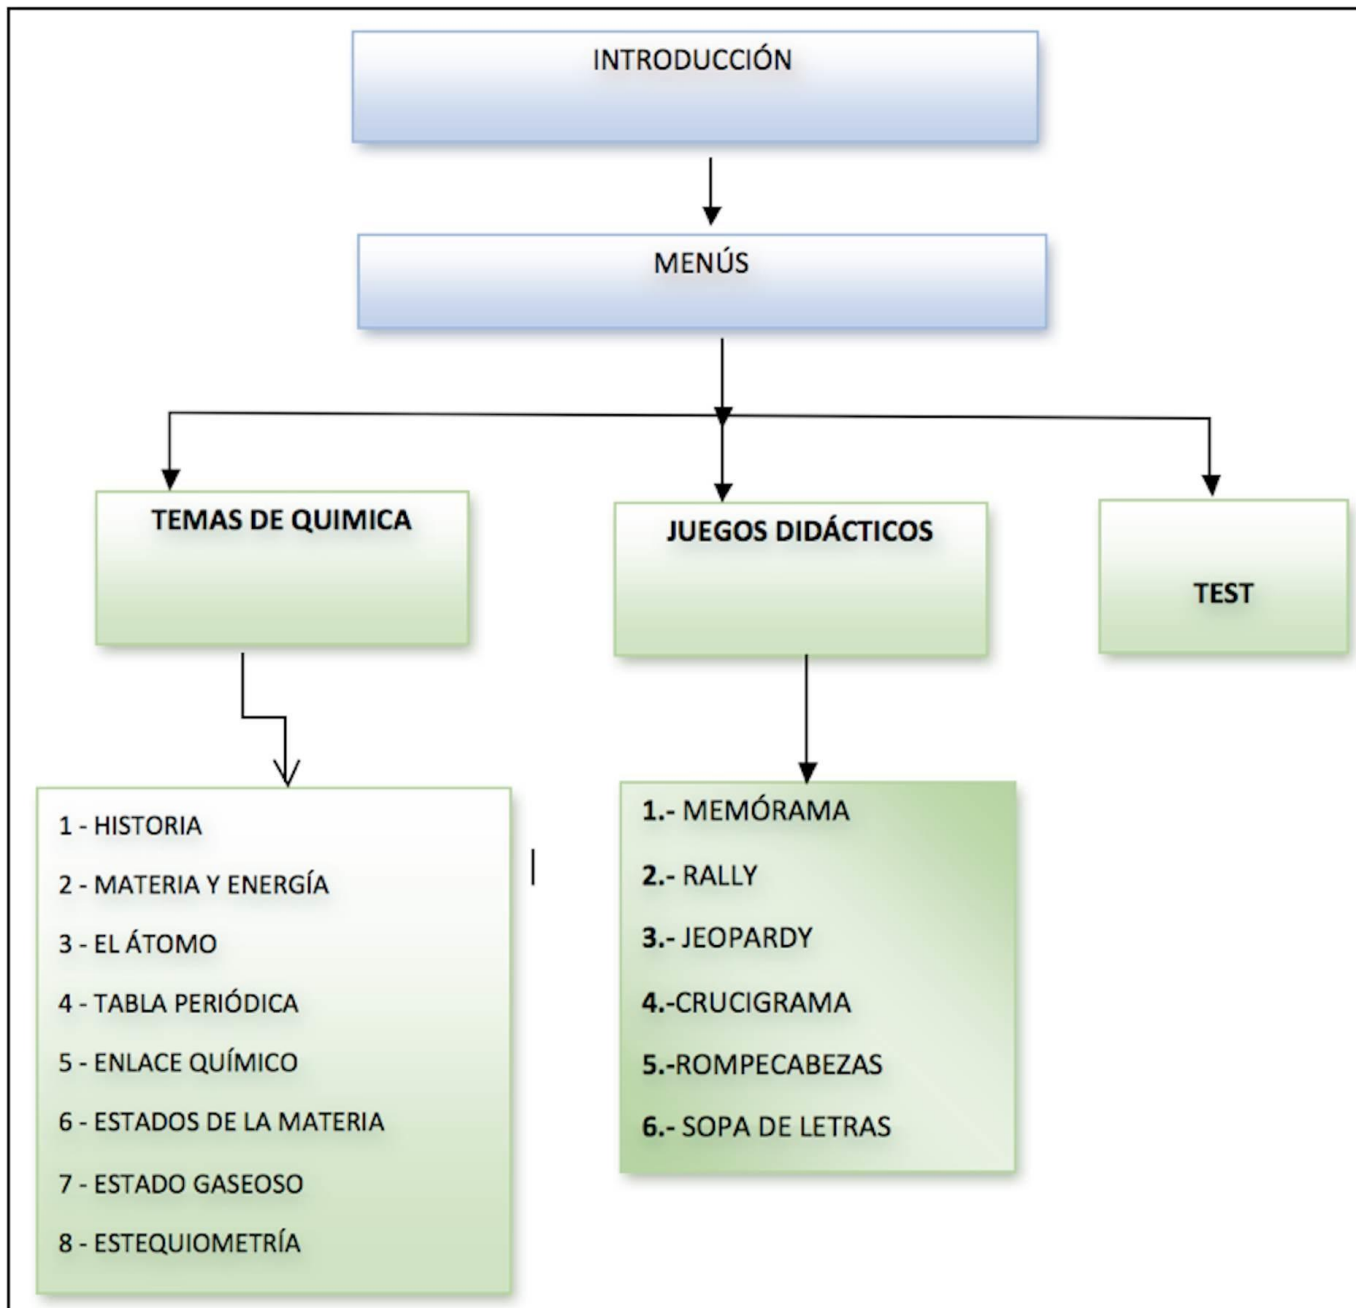 INTRODUCCIÓN
MENÚS
TEMAS DE QUIMICA
JUEGOS DIDÁCTICOS
TEST
1 - HISTORIA
2 - MATERIA Y ENERGÍA
3 - EL ÁTOMO
4 - TABLA PERIÓDICA
5 - ENLACE QUÍMICO
6 - ESTADOS DE LA MATERIA
7 - ESTADO GASEOSO
8 - ESTEQUIOMETRÍA
1.- MEMÓRAMA
2.- RALLY
3.- JEOPARDY
4.-CRUCIGRAMA
5.-ROMPECABEZAS
6.- SOPA DE LETRAS